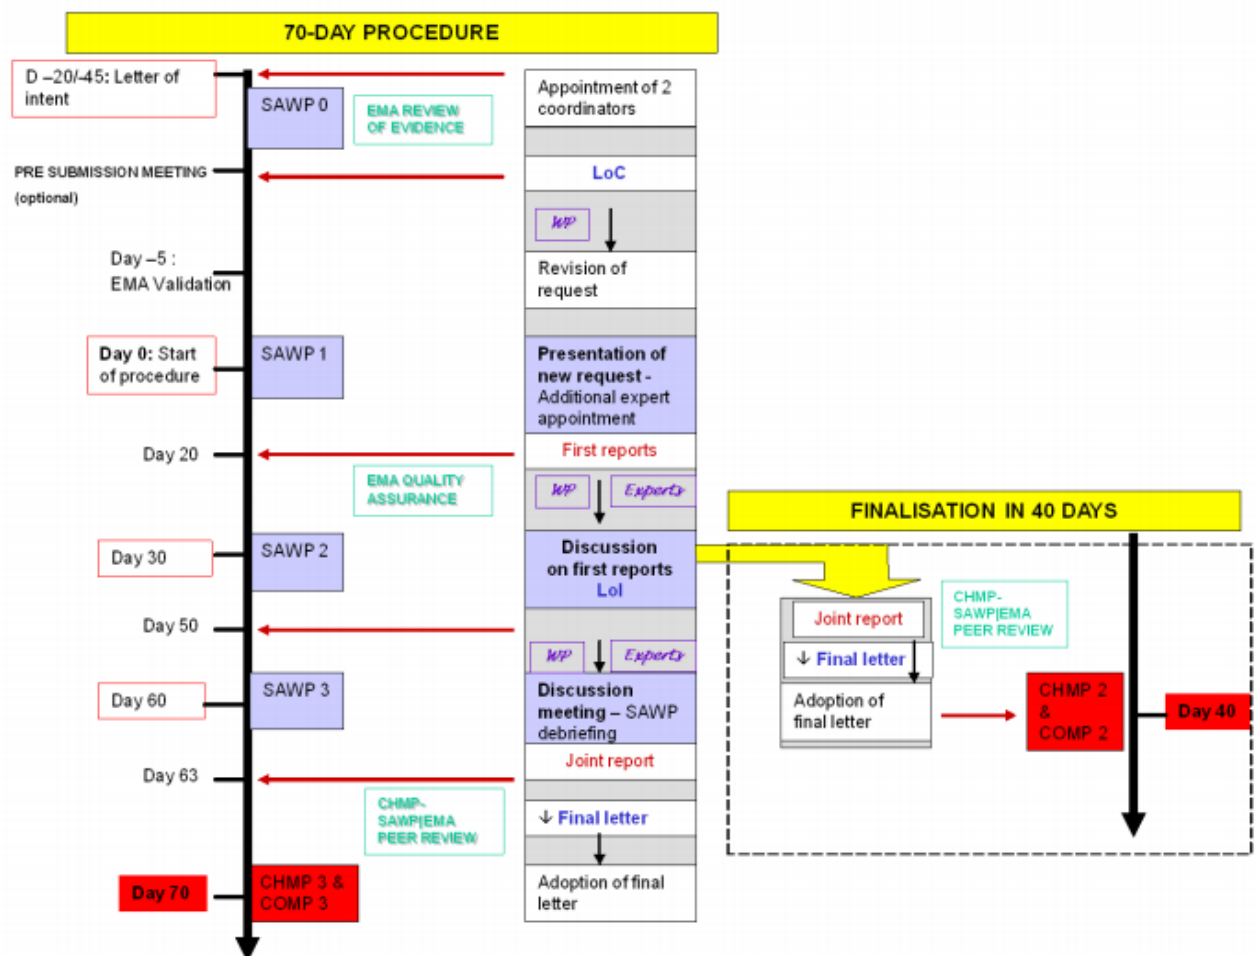 70-DAY PROCEDURE
D –20/-45: Letter of
intent
SAWP 0
EMA REVIEW
OF EVIDENCE
Appointment of 2
coordinators
PRE SUBMISSION MEETING
(optional)
LoC
WP
Day –5 :
EMA Validation
Revision of
request
Day 0: Start
of procedure
SAWP 1
Presentation of
new request -
Additional expert
appointment
Day 20
First reports
EMA QUALITY
ASSURANCE
WP
Experts
Day 30
SAWP 2
Discussion
on first reports
LoI
Day 50
WP
Experts
Day 60
SAWP 3
Discussion
meeting – SAWP
debriefing
Day 63
Joint report
CHMP-
SAWP|EMA
PEER REVIEW
↓ Final letter
Day 70
CHMP 3 &
COMP 3
Adoption of final
letter
FINALISATION IN 40 DAYS
Joint report
CHMP-
SAWP|EMA
PEER REVIEW
↓ Final letter
Adoption of
final letter
CHMP 2
&
COMP 2
Day 40